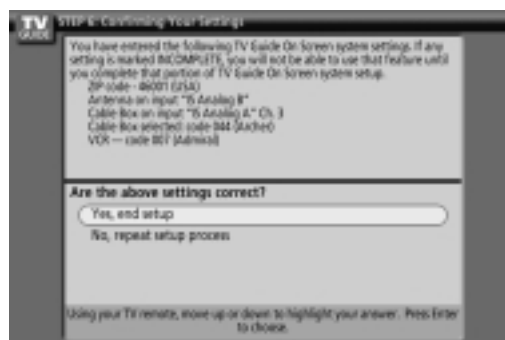 TV
GUIDE
STEP 6: Confirming Your Settings
You have entered the following TV Guide On Screen system settings. If any
setting is marked INCOMPLETE, you will not be able to use that feature until
you complete that portion of TV Guide On Screen system setup.
ZIP code - 46001 (USA)
Antenna on input "15 Analog B"
Cable Box on input "15 Analog A" Ch. 3
Cable Box selected: code 044 (Archer)
VCR — code 007 (Admiral)
Are the above settings correct?
Yes, end setup
No, repeat setup process
Using your TV remote, move up or down to highlight your answer. Press Enter
to choose.